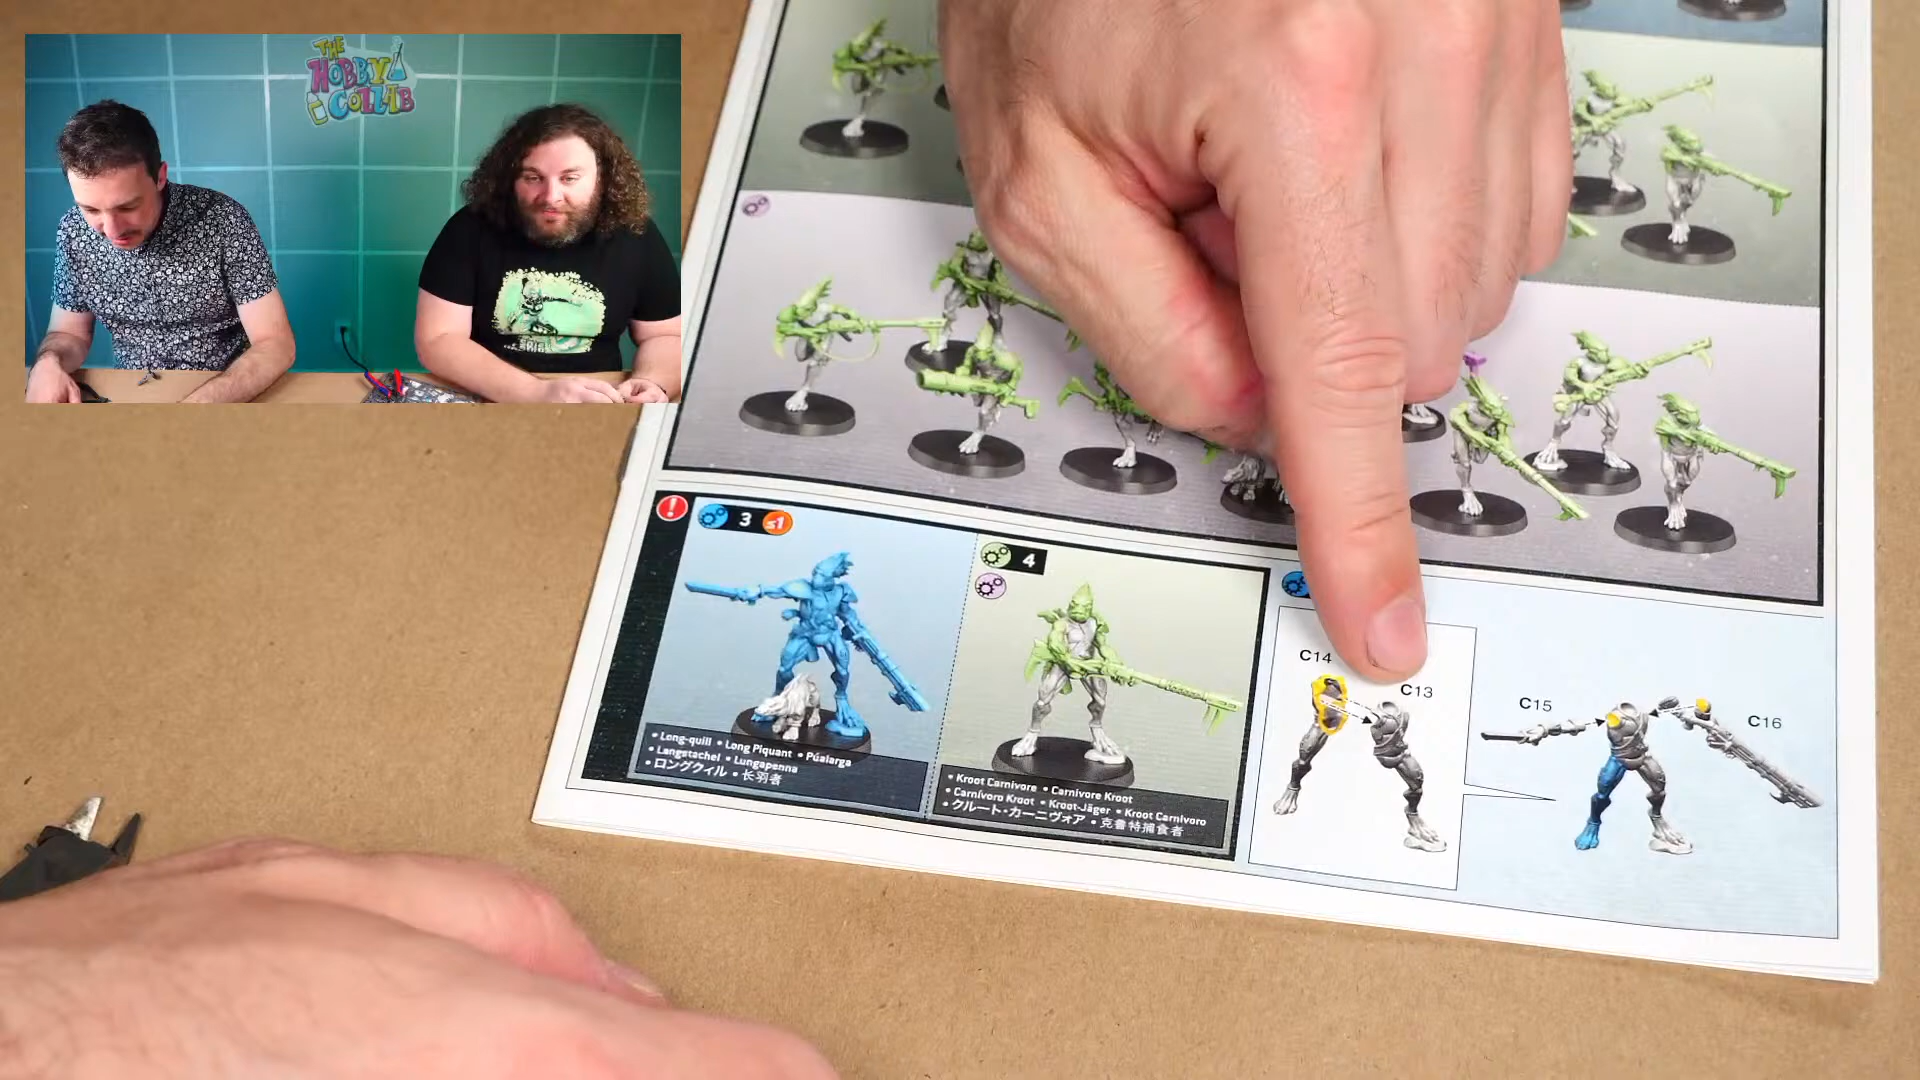 THE
HOBBY
COLLAB
! 3 ≤1
4
• Long-quill • Long Piquant • Púalarga
• Langstachel • Lungapenna
• ロングクィル • 长羽者
• Kroot Carnivore • Carnivore Kroot
• Carnívoro Kroot • Kroot-Jäger • Kroot Carnivoro
• クルート・カーニヴォア • 克鲁特捕食者
C14
C13
C15
C16